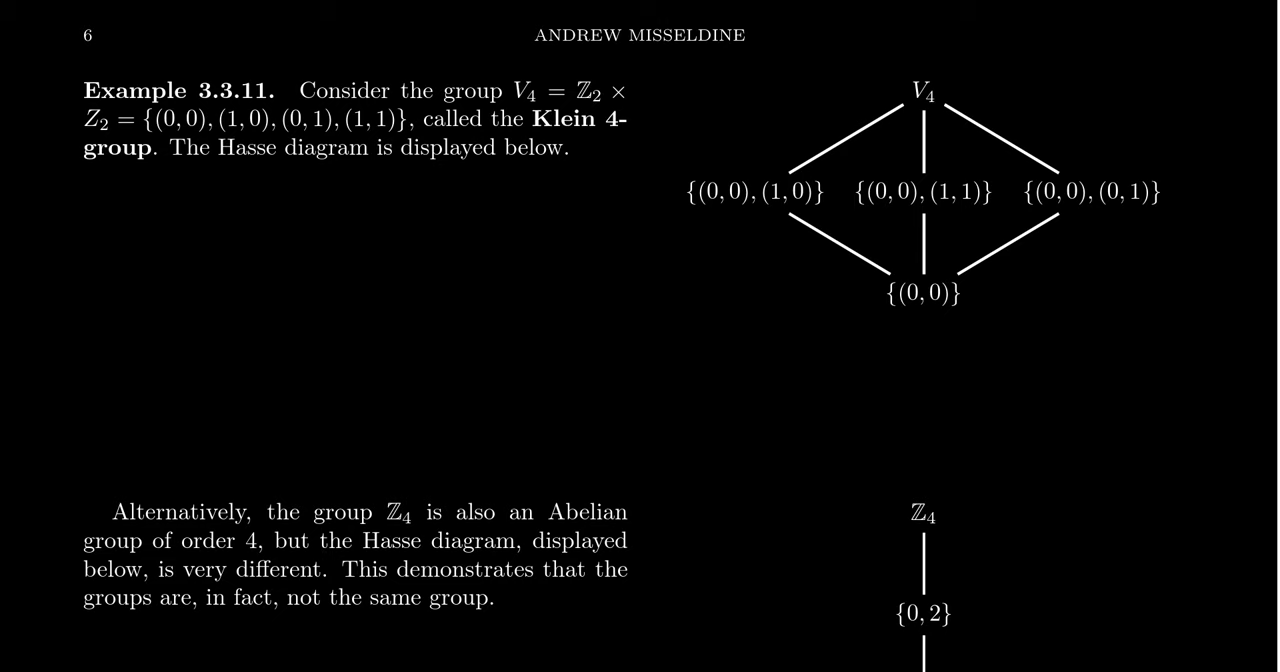 6
ANDREW MISSELDINE
Example 3.3.11. Consider the group V₄ = ℤ₂ ×
Z₂ = {(0, 0), (1, 0), (0, 1), (1, 1)}, called the Klein 4-
group. The Hasse diagram is displayed below.
V₄
{(0, 0), (1, 0)} {(0, 0), (1, 1)} {(0, 0), (0, 1)}
{(0, 0)}
Alternatively, the group ℤ₄ is also an Abelian
group of order 4, but the Hasse diagram, displayed
below, is very different. This demonstrates that the
groups are, in fact, not the same group.
ℤ₄
{0, 2}